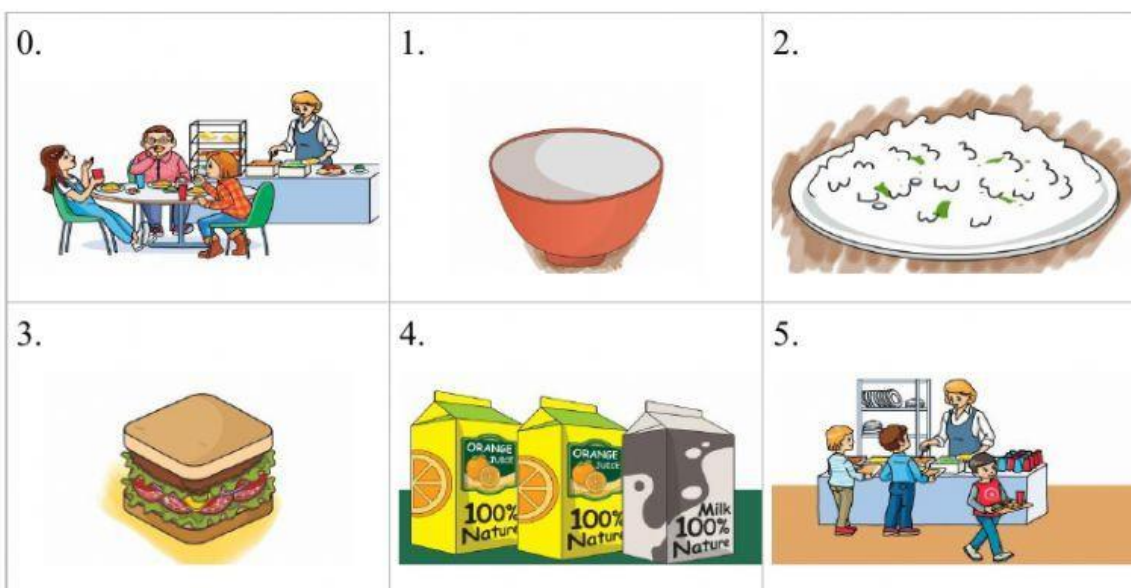 0.
1.
2.
3.
4.
5.
ORANGE
JUICE
100%
Nature
ORANGE
JUICE
100%
Nature
Milk
100%
Nature